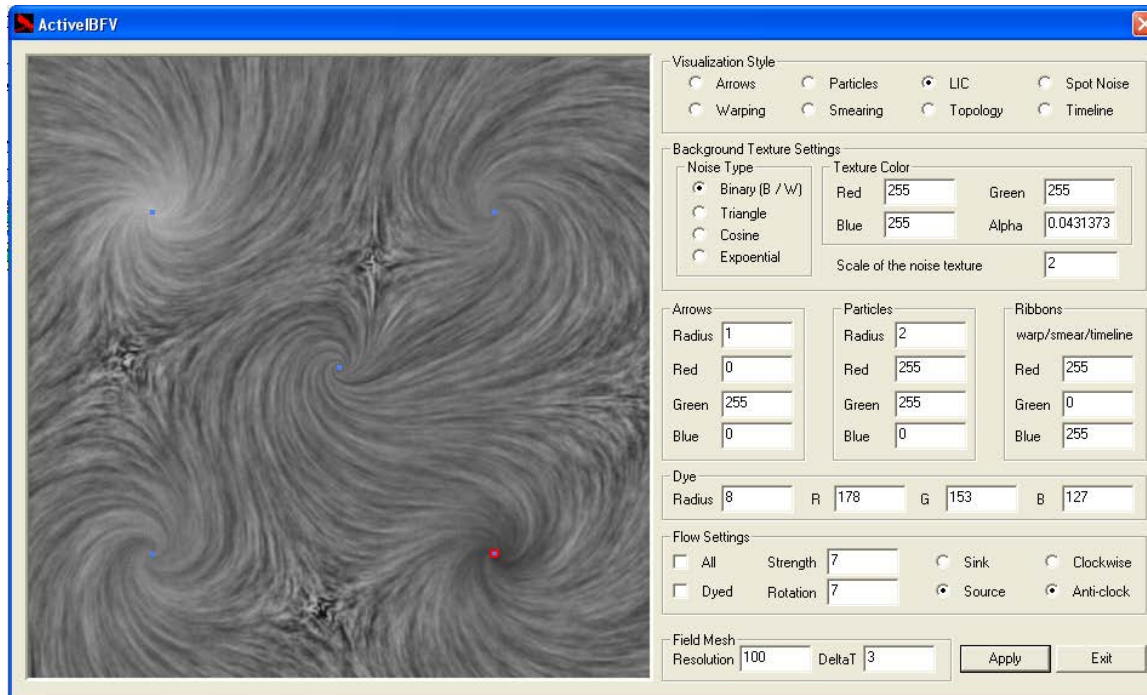 ActiveIBFV
Visualization Style
Arrows Particles LIC Spot Noise
Warping Smearing Topology Timeline
Background Texture Settings
Noise Type
Binary (B / W)
Triangle
Cosine
Expoential
Texture Color
Red 255 Green 255
Blue 255 Alpha 0.0431373
Scale of the noise texture 2
Arrows
Radius 1
Red 0
Green 255
Blue 0
Particles
Radius 2
Red 255
Green 255
Blue 0
Ribbons
warp/smear/timeline
Red 255
Green 0
Blue 255
Dye
Radius 8 R 178 G 153 B 127
Flow Settings
All Strength 7 Sink Clockwise
Dyed Rotation 7 Source Anti-clock
Field Mesh
Resolution 100 DeltaT 3 Apply Exit